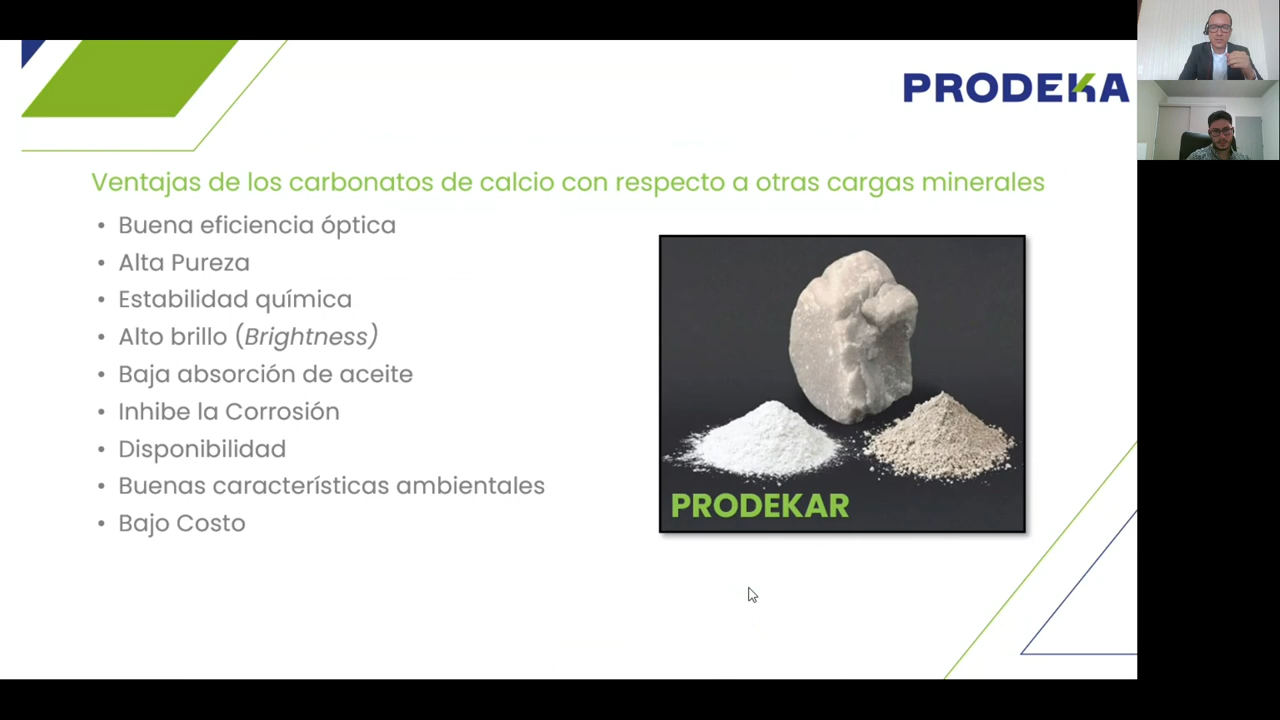 PRODEKA
Ventajas de los carbonatos de calcio con respecto a otras cargas minerales
• Buena eficiencia óptica
• Alta Pureza
• Estabilidad química
• Alto brillo (Brightness)
• Baja absorción de aceite
• Inhibe la Corrosión
• Disponibilidad
• Buenas características ambientales
• Bajo Costo
PRODEKAR